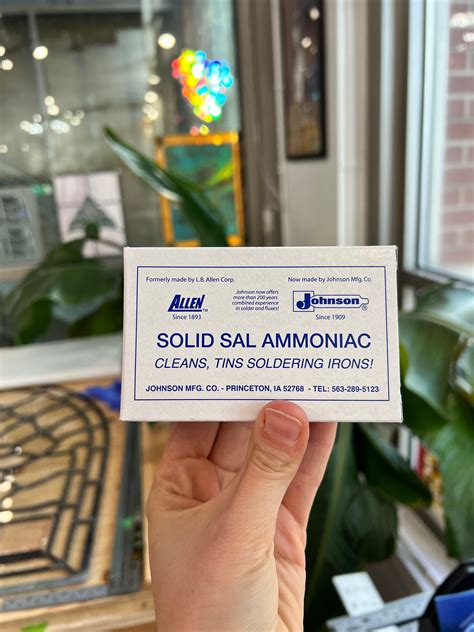 Formerly made by L.B. Allen Corp.
Now made by Johnson Mfg. Co.
ALLEN™
Since 1893
Johnson now offers
more than 200 years
combined experience
in solder and fluxes!
Johnson®
Since 1909
SOLID SAL AMMONIAC
CLEANS, TINS SOLDERING IRONS!
JOHNSON MFG. CO. - PRINCETON, IA 52768 - TEL: 563-289-5123